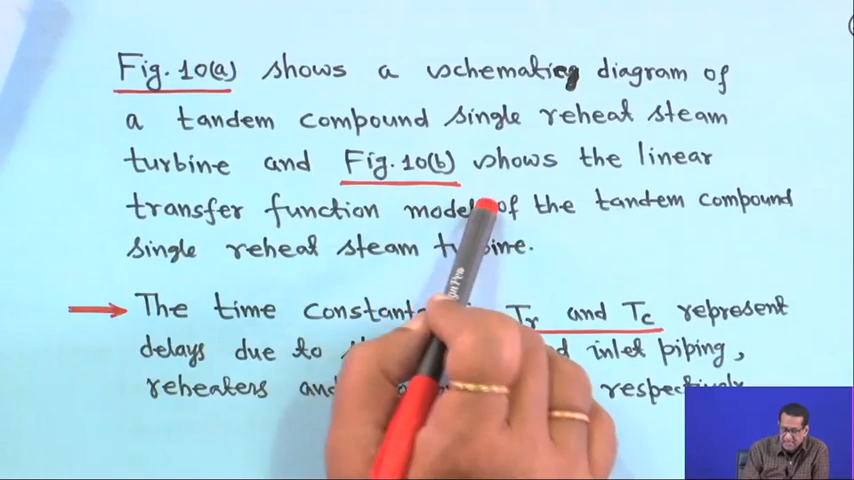 Fig. 10(a) shows a schematic diagram of
a tandem compound single reheat steam
turbine and Fig. 10(b) shows the linear
transfer function model of the tandem compound
single reheat steam turbine.
The time Tr and Tc represent
delays due to inlet piping,
reheaters and